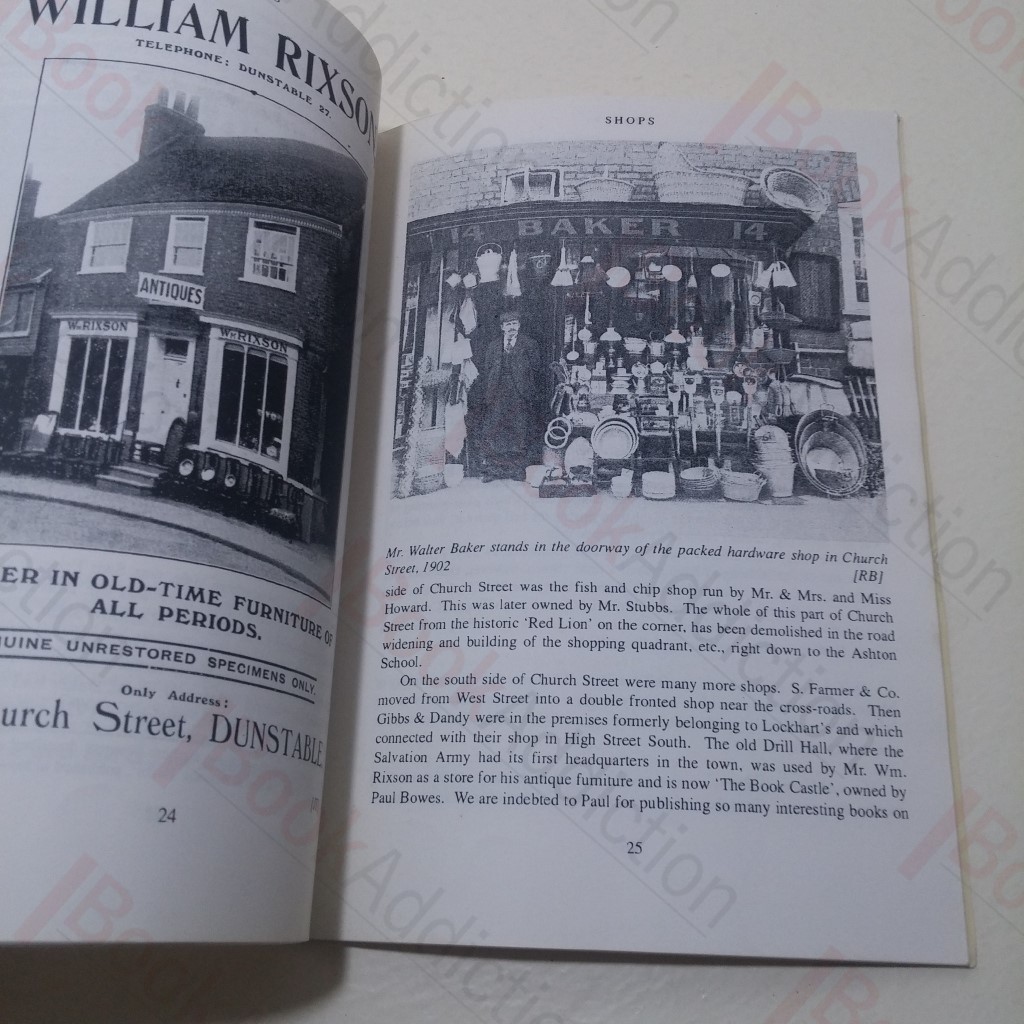 WILLIAM RIXSON
TELEPHONE: DUNSTABLE 27.
ANTIQUES
Wm RIXSON
Wm RIXSON
ER IN OLD-TIME FURNITURE OF
ALL PERIODS.
UINE UNRESTORED SPECIMENS ONLY.
Only Address:
urch Street, DUNSTABLE
24
SHOPS
14 BAKER 14
Mr. Walter Baker stands in the doorway of the packed hardware shop in Church
Street, 1902
[RB]
side of Church Street was the fish and chip shop run by Mr. & Mrs. and Miss
Howard. This was later owned by Mr. Stubbs. The whole of this part of Church
Street from the historic ‘Red Lion’ on the corner, has been demolished in the road
widening and building of the shopping quadrant, etc., right down to the Ashton
School.
On the south side of Church Street were many more shops. S. Farmer & Co.
moved from West Street into a double fronted shop near the cross-roads. Then
Gibbs & Dandy were in the premises formerly belonging to Lockhart's and which
connected with their shop in High Street South. The old Drill Hall, where the
Salvation Army had its first headquarters in the town, was used by Mr. Wm.
Rixson as a store for his antique furniture and is now ‘The Book Castle’, owned by
Paul Bowes. We are indebted to Paul for publishing so many interesting books on
25
BookAddiction